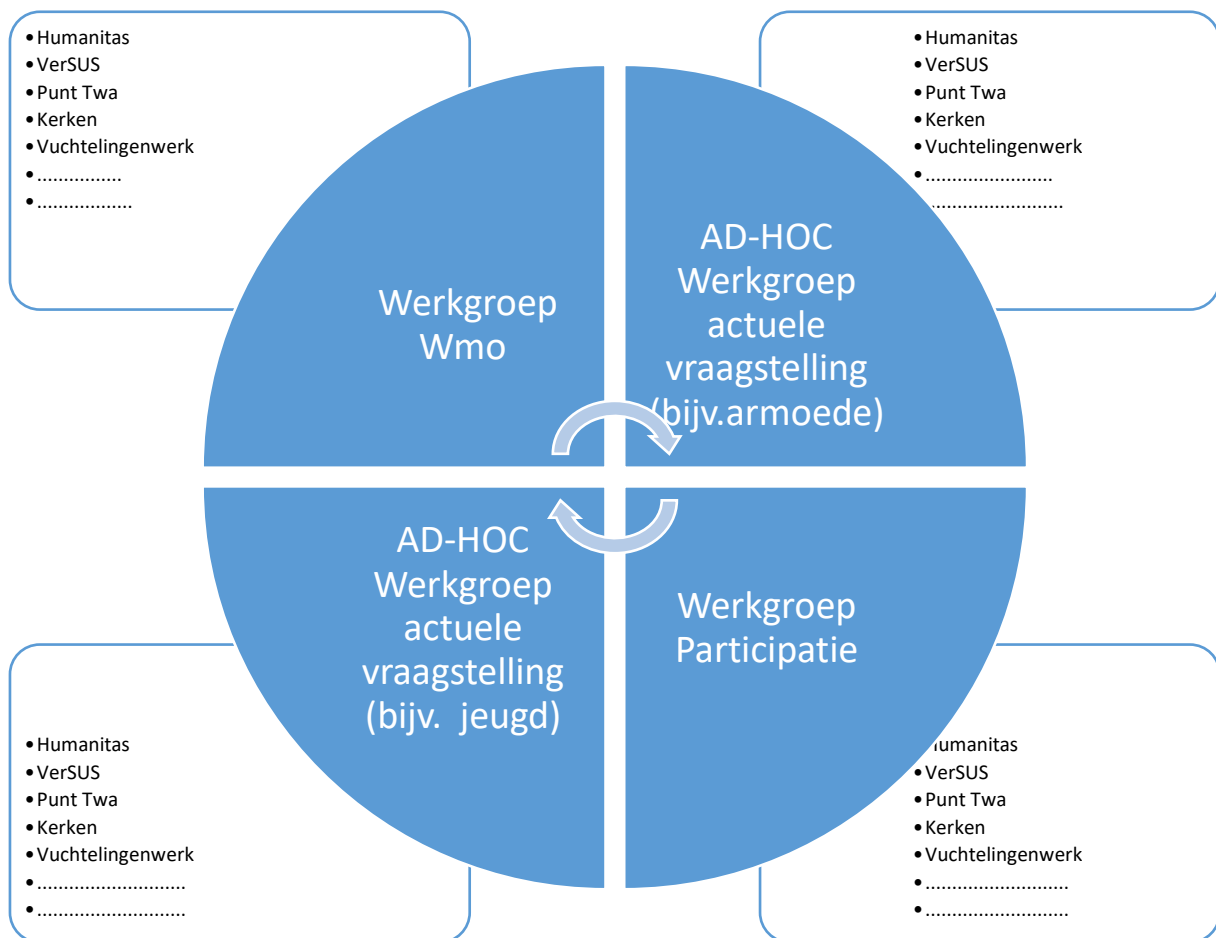 •Humanitas
•VerSUS
•Punt Twa
•Kerken
•Vuchtelingenwerk
•.................
•...................
•Humanitas
•VerSUS
•Punt Twa
•Kerken
•Vuchtelingenwerk
•........................
..........................
Werkgroep
Wmo
AD-HOC
Werkgroep
actuele
vraagstelling
(bijv.armoede)
AD-HOC
Werkgroep
actuele
vraagstelling
(bijv. jeugd)
Werkgroep
Participatie
•Humanitas
•VerSUS
•Punt Twa
•Kerken
•Vuchtelingenwerk
•............................
•............................
Humanitas
•VerSUS
•Punt Twa
•Kerken
•Vuchtelingenwerk
•...........................
•...........................